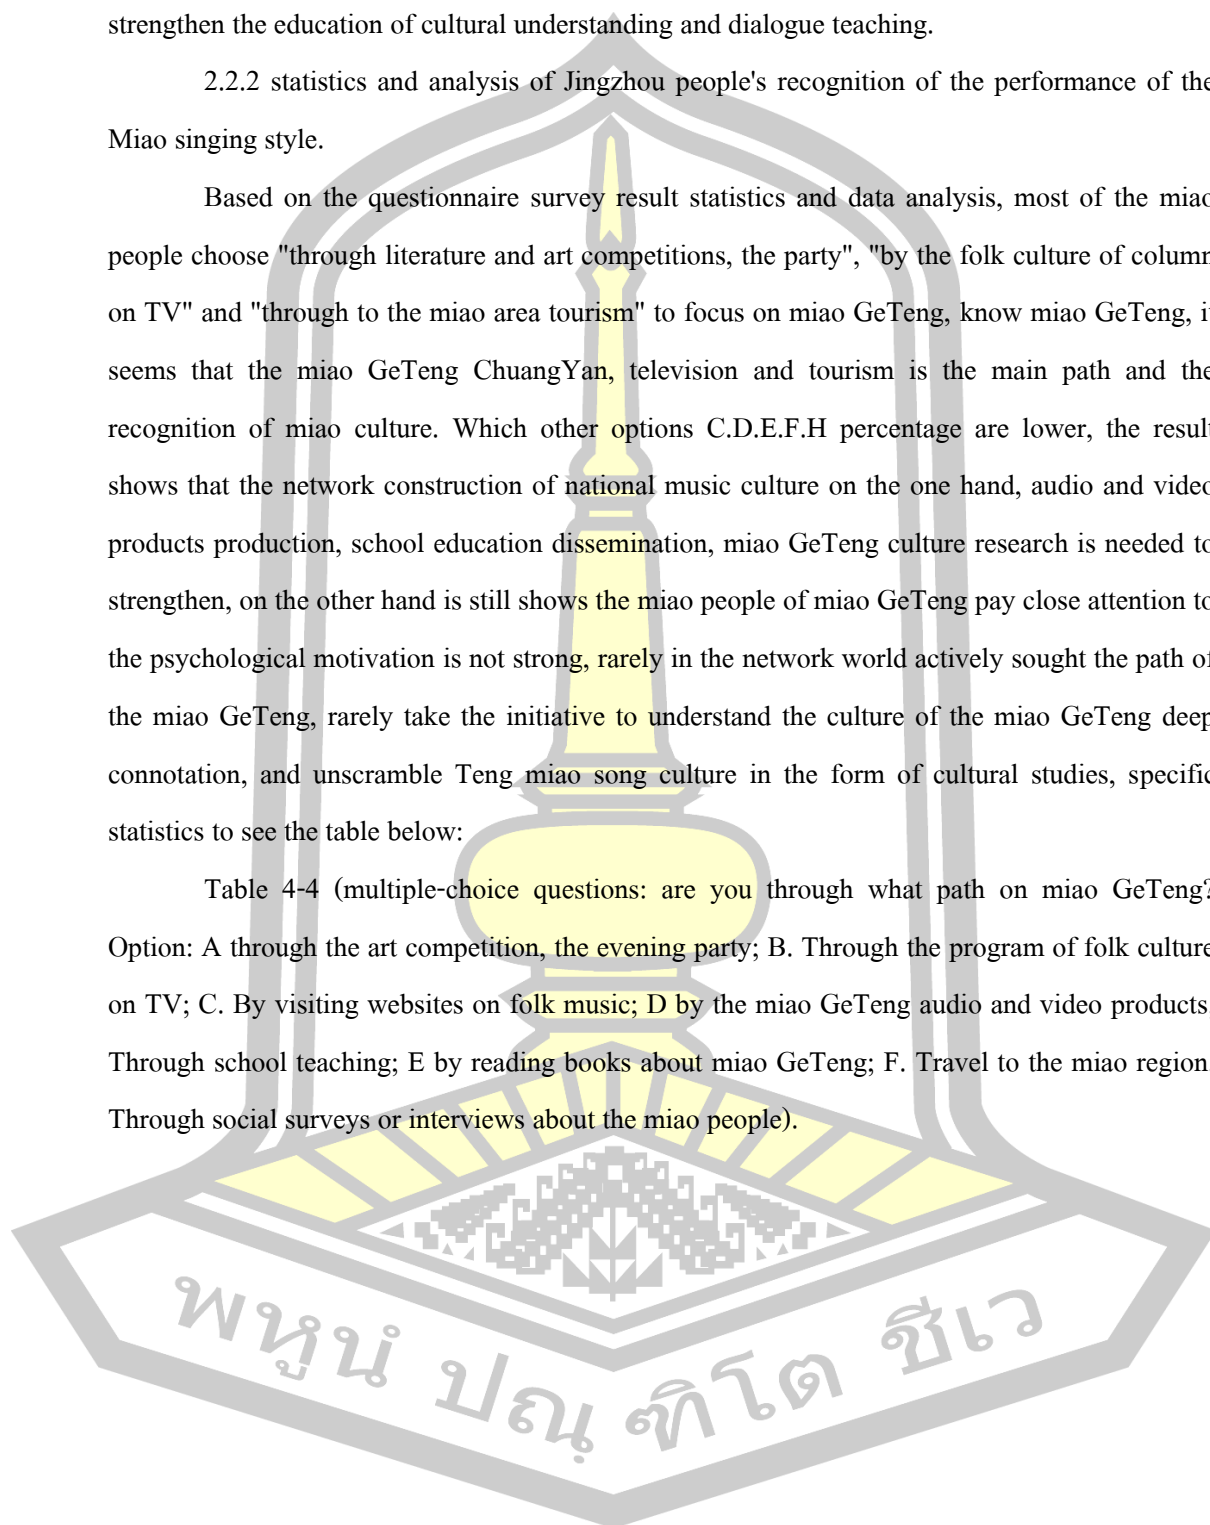 strengthen the education of cultural understanding and dialogue teaching.
2.2.2 statistics and analysis of Jingzhou people's recognition of the performance of the
Miao singing style.
Based on the questionnaire survey result statistics and data analysis, most of the miao
people choose "through literature and art competitions, the party", "by the folk culture of column
on TV" and "through to the miao area tourism" to focus on miao GeTeng, know miao GeTeng, it
seems that the miao GeTeng ChuangYan, television and tourism is the main path and the
recognition of miao culture. Which other options C.D.E.F.H percentage are lower, the result
shows that the network construction of national music culture on the one hand, audio and video
products production, school education dissemination, miao GeTeng culture research is needed to
strengthen, on the other hand is still shows the miao people of miao GeTeng pay close attention to
the psychological motivation is not strong, rarely in the network world actively sought the path of
the miao GeTeng, rarely take the initiative to understand the culture of the miao GeTeng deep
connotation, and unscramble Teng miao song culture in the form of cultural studies, specific
statistics to see the table below:
Table 4-4 (multiple-choice questions: are you through what path on miao GeTeng?
Option: A through the art competition, the evening party; B. Through the program of folk culture
on TV; C. By visiting websites on folk music; D by the miao GeTeng audio and video products.
Through school teaching; E by reading books about miao GeTeng; F. Travel to the miao region.
Through social surveys or interviews about the miao people).
พหูนํ ปณฺฑิโต ชีเว